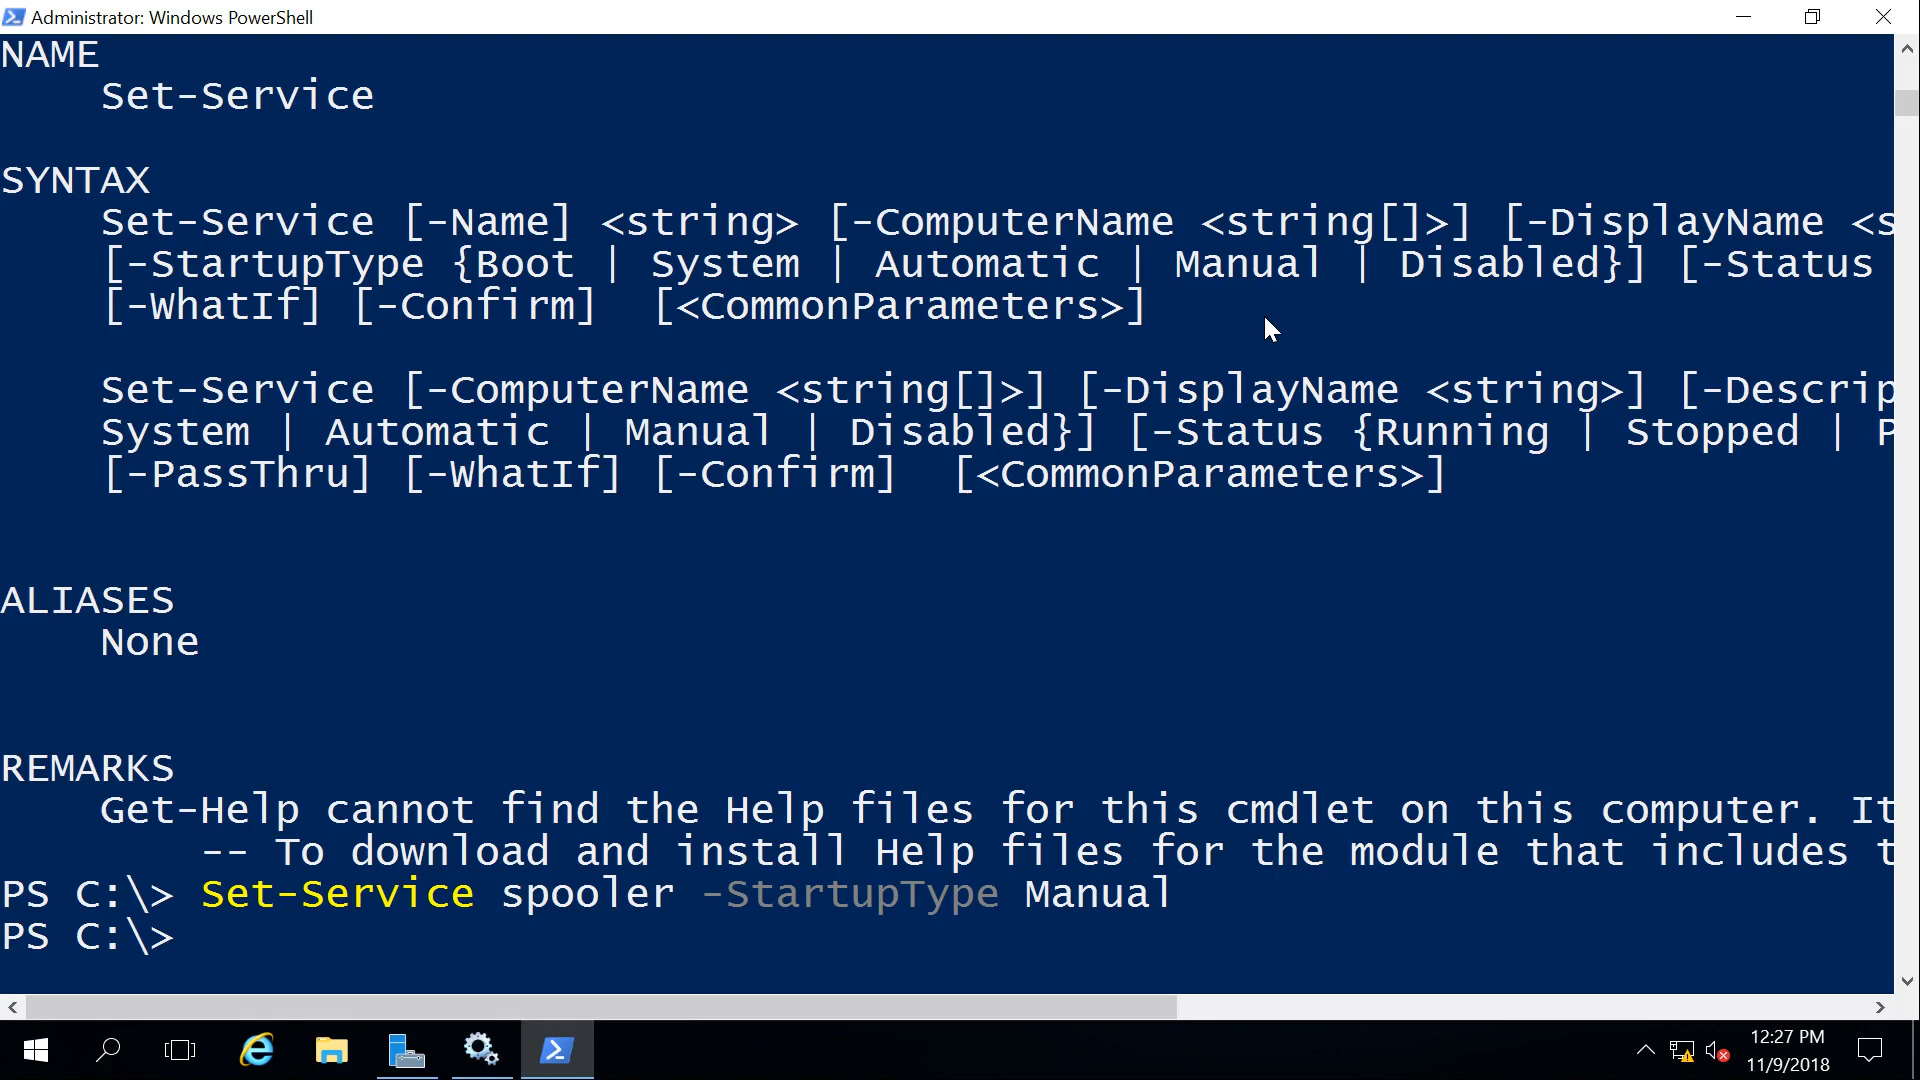 Administrator: Windows PowerShell
NAME
Set-Service
SYNTAX
Set-Service [-Name] <string> [-ComputerName <string[]>] [-DisplayName <s
[-StartupType {Boot | System | Automatic | Manual | Disabled}] [-Status
[-WhatIf] [-Confirm]  [<CommonParameters>]
Set-Service [-ComputerName <string[]>] [-DisplayName <string>] [-Descrip
System | Automatic | Manual | Disabled}] [-Status {Running | Stopped | P
[-PassThru] [-WhatIf] [-Confirm]  [<CommonParameters>]
ALIASES
None
REMARKS
Get-Help cannot find the Help files for this cmdlet on this computer. It
-- To download and install Help files for the module that includes t
PS C:\> Set-Service spooler -StartupType Manual
PS C:\>
12:27 PM
11/9/2018